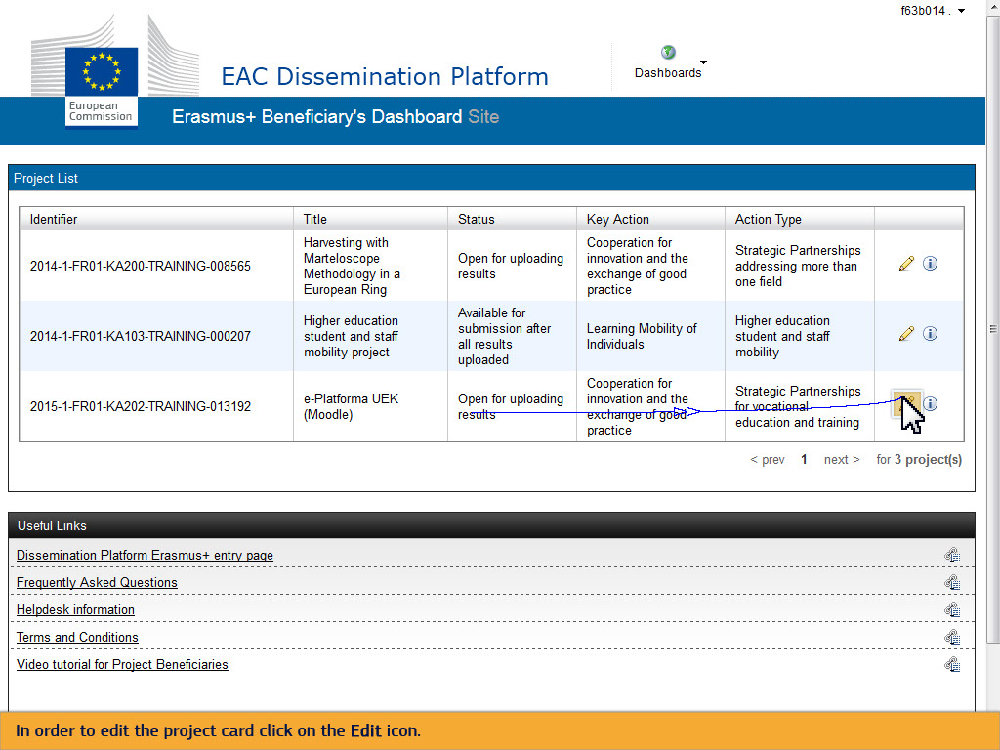 f63b014 .
EAC Dissemination Platform
Dashboards
European
Commission
Erasmus+ Beneficiary's Dashboard Site
Project List
Identifier Title Status Key Action Action Type
2014-1-FR01-KA200-TRAINING-008565
Harvesting with
Marteloscope
Methodology in a
European Ring
Open for uploading
results
Cooperation for
innovation and the
exchange of good
practice
Strategic Partnerships
addressing more than
one field
2014-1-FR01-KA103-TRAINING-000207
Higher education
student and staff
mobility project
Available for
submission after
all results
uploaded
Learning Mobility of
Individuals
Higher education
student and staff
mobility
2015-1-FR01-KA202-TRAINING-013192
e-Platforma UEK
(Moodle)
Open for uploading
results
Cooperation for
innovation and the
exchange of good
practice
Strategic Partnerships
for vocational
education and training
< prev 1 next > for 3 project(s)
Useful Links
Dissemination Platform Erasmus+ entry page
Frequently Asked Questions
Helpdesk information
Terms and Conditions
Video tutorial for Project Beneficiaries
In order to edit the project card click on the Edit icon.